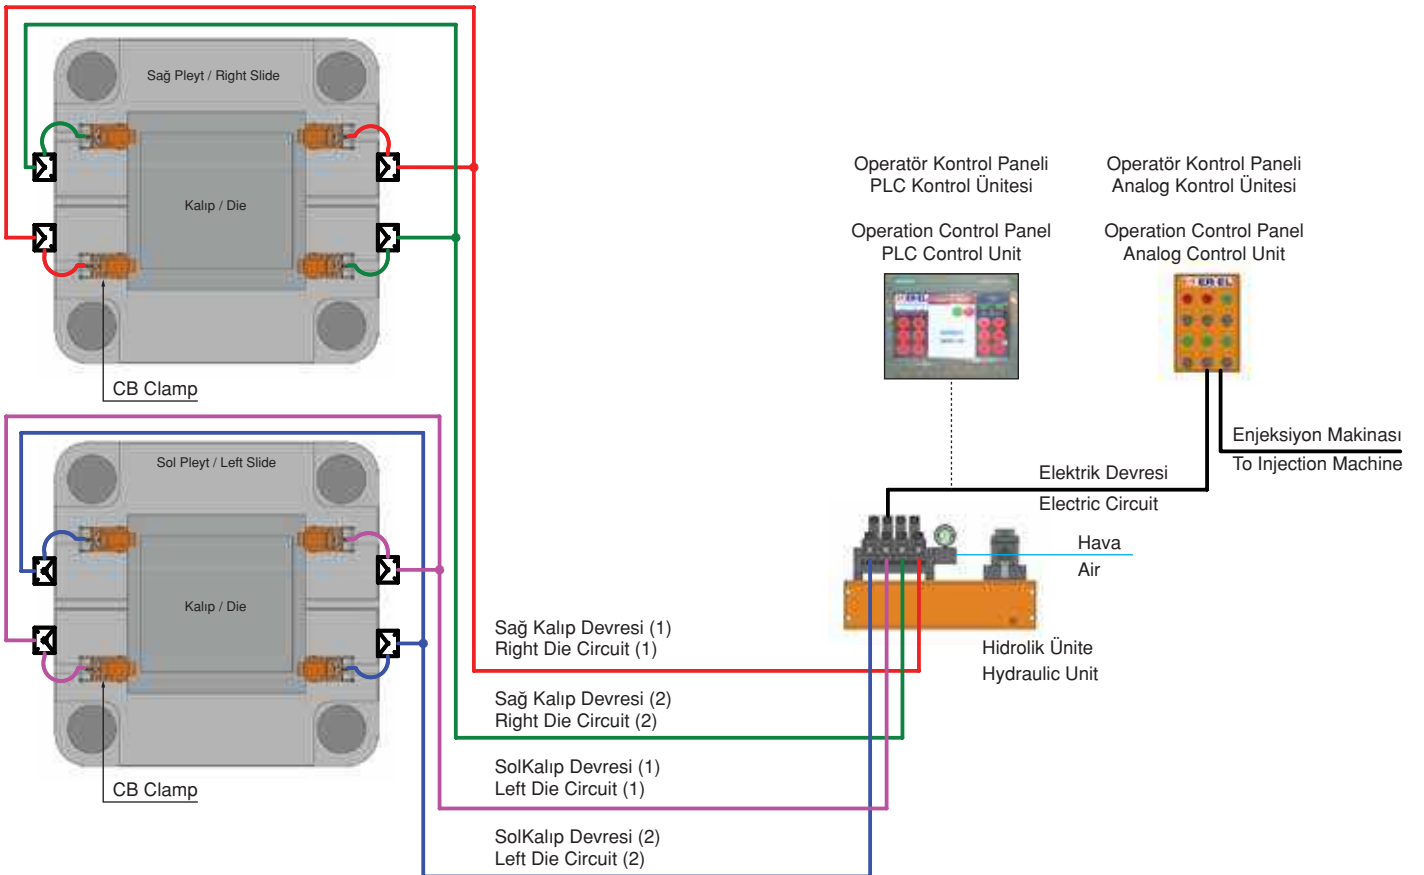 Sağ Pleyt / Right Slide
Kalıp / Die
CB Clamp
Sol Pleyt / Left Slide
Kalıp / Die
CB Clamp
Operatör Kontrol Paneli
PLC Kontrol Ünitesi
Operation Control Panel
PLC Control Unit
Operatör Kontrol Paneli
Analog Kontrol Ünitesi
Operation Control Panel
Analog Control Unit
ER-EL
Enjeksiyon Makinası
To Injection Machine
Elektrik Devresi
Electric Circuit
Hava
Air
Hidrolik Ünite
Hydraulic Unit
Sağ Kalıp Devresi (1)
Right Die Circuit (1)
Sağ Kalıp Devresi (2)
Right Die Circuit (2)
SolKalıp Devresi (1)
Left Die Circuit (1)
SolKalıp Devresi (2)
Left Die Circuit (2)